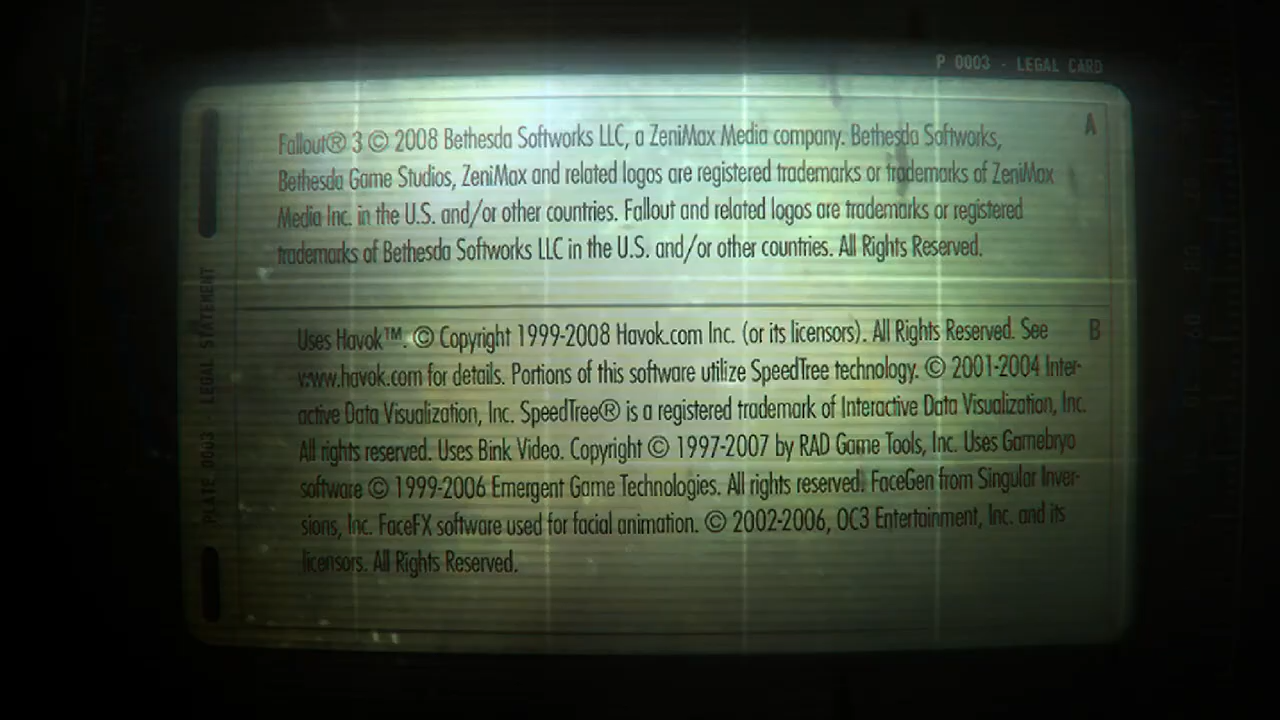 P 0003 - LEGAL CARD
A
Fallout® 3 © 2008 Bethesda Softworks LLC, a ZeniMax Media company. Bethesda Softworks,
Bethesda Game Studios, ZeniMax and related logos are registered trademarks or trademarks of ZeniMax
Media Inc. in the U.S. and/or other countries. Fallout and related logos are trademarks or registered
trademarks of Bethesda Softworks LLC in the U.S. and/or other countries. All Rights Reserved.
B
Uses Havok™. © Copyright 1999-2008 Havok.com Inc. (or its licensors). All Rights Reserved. See
www.havok.com for details. Portions of this software utilize SpeedTree technology. © 2001-2004 Inter-
active Data Visualization, Inc. SpeedTree® is a registered trademark of Interactive Data Visualization, Inc.
All rights reserved. Uses Bink Video. Copyright © 1997-2007 by RAD Game Tools, Inc. Uses Gamebryo
software © 1999-2006 Emergent Game Technologies. All rights reserved. FaceGen from Singular Inver-
sions, Inc. FaceFX software used for facial animation. © 2002-2006, OC3 Entertainment, Inc. and its
licensors. All Rights Reserved.
PLATE 0003 - LEGAL STATEMENT